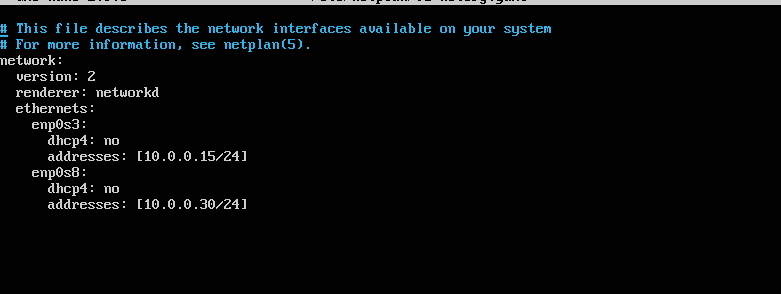 # This file describes the network interfaces available on your system
# For more information, see netplan(5).
network:
  version: 2
  renderer: networkd
  ethernets:
    enp0s3:
      dhcp4: no
      addresses: [10.0.0.15/24]
    enp0s8:
      dhcp4: no
      addresses: [10.0.0.30/24]